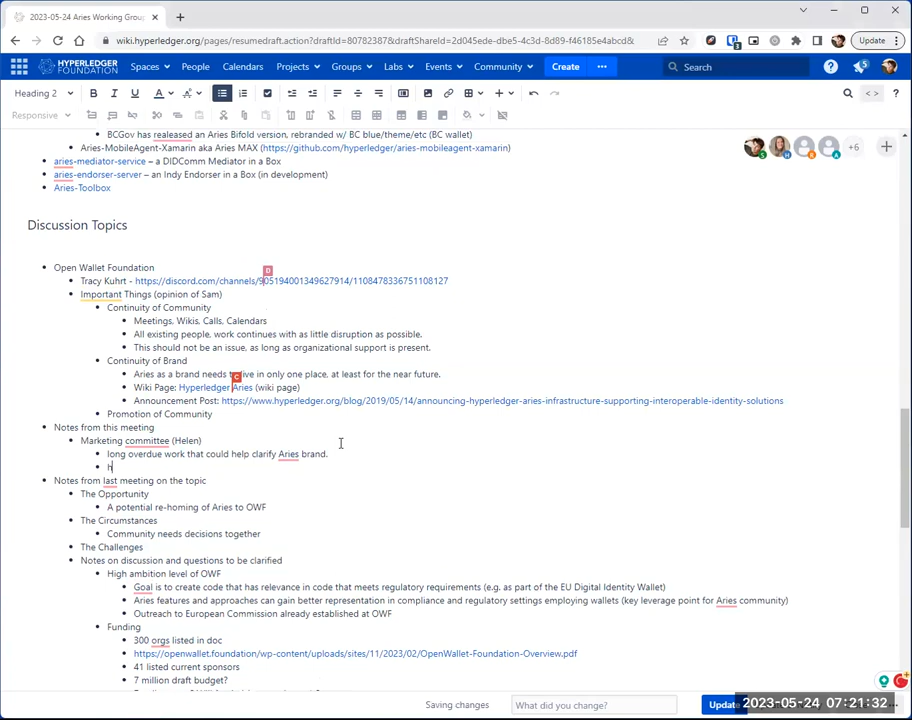 2023-05-24 Aries Working Group
wiki.hyperledger.org/pages/resumedraft.action?draftId=80782387&draftShareId=2d045ede-dbe5-4c3d-8d89-f46185e4abcd&
Update
HYPERLEDGER FOUNDATION
Spaces People Calendars Projects Groups Labs Events Community Create Search
Heading 2 B I U A
Responsive
BCGov has realeased an Aries Bifold version, rebranded w/ BC blue/theme/etc (BC wallet)
Aries-MobileAgent-Xamarin aka Aries MAX (https://github.com/hyperledger/aries-mobileagent-xamarin)
+6
aries-mediator-service – a DIDComm Mediator in a Box
aries-endorser-server – an Indy Endorser in a Box (in development)
Aries-Toolbox
Discussion Topics
Open Wallet Foundation
D
Tracy Kuhrt - https://discord.com/channels/905194001349627914/1108478336751108127
Important Things (opinion of Sam)
Continuity of Community
Meetings, Wikis, Calls, Calendars
All existing people, work continues with as little disruption as possible.
This should not be an issue, as long as organizational support is present.
Continuity of Brand
Aries as a brand needs to live in only one place, at least for the near future.
Wiki Page: Hyperledger Aries (wiki page)
Announcement Post: https://www.hyperledger.org/blog/2019/05/14/announcing-hyperledger-aries-infrastructure-supporting-interoperable-identity-solutions
Promotion of Community
Notes from this meeting
Marketing committee (Helen)
long overdue work that could help clarify Aries brand.
h
Notes from last meeting on the topic
The Opportunity
A potential re-homing of Aries to OWF
The Circumstances
Community needs decisions together
The Challenges
Notes on discussion and questions to be clarified
High ambition level of OWF
Goal is to create code that has relevance in code that meets regulatory requirements (e.g. as part of the EU Digital Identity Wallet)
Aries features and approaches can gain better representation in compliance and regulatory settings employing wallets (key leverage point for Aries community)
Outreach to European Commission already established at OWF
Funding
300 orgs listed in doc
https://openwallet.foundation/wp-content/uploads/sites/11/2023/02/OpenWallet-Foundation-Overview.pdf
41 listed current sponsors
7 million draft budget?
Saving changes What did you change? Update 2023-05-24 07:21:32